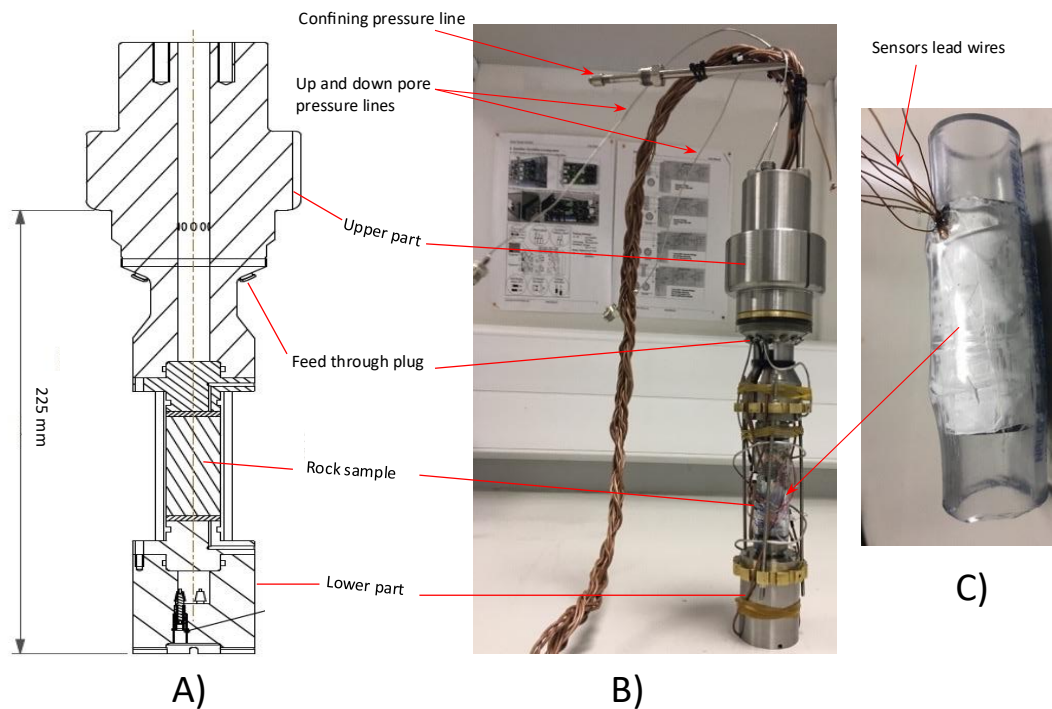 Confining pressure line
Sensors lead wires
Up and down pore
pressure lines
Upper part
Feed through plug
225 mm
Rock sample
Lower part
A)
B)
C)